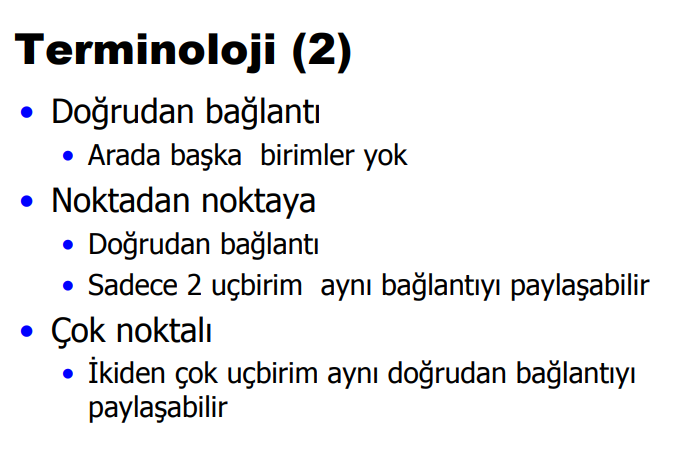 Terminoloji (2)
• Doğrudan bağlantı
• Arada başka birimler yok
• Noktadan noktaya
• Doğrudan bağlantı
• Sadece 2 uçbirim aynı bağlantıyı paylaşabilir
• Çok noktalı
• İkiden çok uçbirim aynı doğrudan bağlantıyı
paylaşabilir